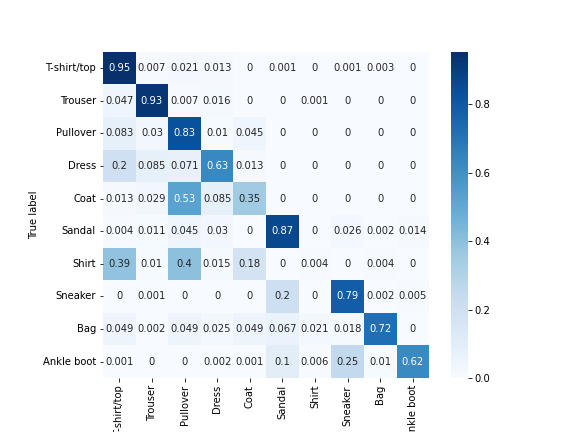 T-shirt/top 0.95 0.007 0.021 0.013 0 0.001 0 0.001 0.003 0
Trouser 0.047 0.93 0.007 0.016 0 0 0.001 0 0 0
Pullover 0.083 0.03 0.83 0.01 0.045 0 0 0 0 0
Dress 0.2 0.085 0.071 0.63 0.013 0 0 0 0 0
Coat 0.013 0.029 0.53 0.085 0.35 0 0 0 0 0
Sandal 0.004 0.011 0.045 0.03 0 0.87 0 0.026 0.002 0.014
Shirt 0.39 0.01 0.4 0.015 0.18 0 0.004 0 0.004 0
Sneaker 0 0.001 0 0 0 0.2 0 0.79 0.002 0.005
Bag 0.049 0.002 0.049 0.025 0.049 0.067 0.021 0.018 0.72 0
Ankle boot 0.001 0 0 0.002 0.001 0.1 0.006 0.25 0.01 0.62
True label
-shirt/top Trouser Pullover Dress Coat Sandal Shirt Sneaker Bag nkle boot
0.8
0.6
0.4
0.2
0.0